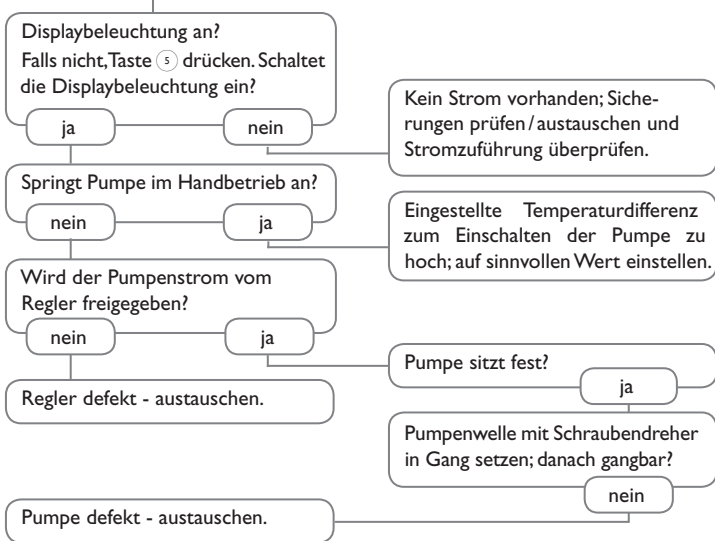 Displaybeleuchtung an?
Falls nicht, Taste 5 drücken. Schaltet
die Displaybeleuchtung ein?
ja
nein
Kein Strom vorhanden; Siche-
rungen prüfen/austauschen und
Stromzuführung überprüfen.
Springt Pumpe im Handbetrieb an?
nein
ja
Eingestellte Temperaturdifferenz
zum Einschalten der Pumpe zu
hoch; auf sinnvollen Wert einstellen.
Wird der Pumpenstrom vom
Regler freigegeben?
nein
ja
Pumpe sitzt fest?
ja
Regler defekt - austauschen.
Pumpenwelle mit Schraubendreher
in Gang setzen; danach gangbar?
nein
Pumpe defekt - austauschen.